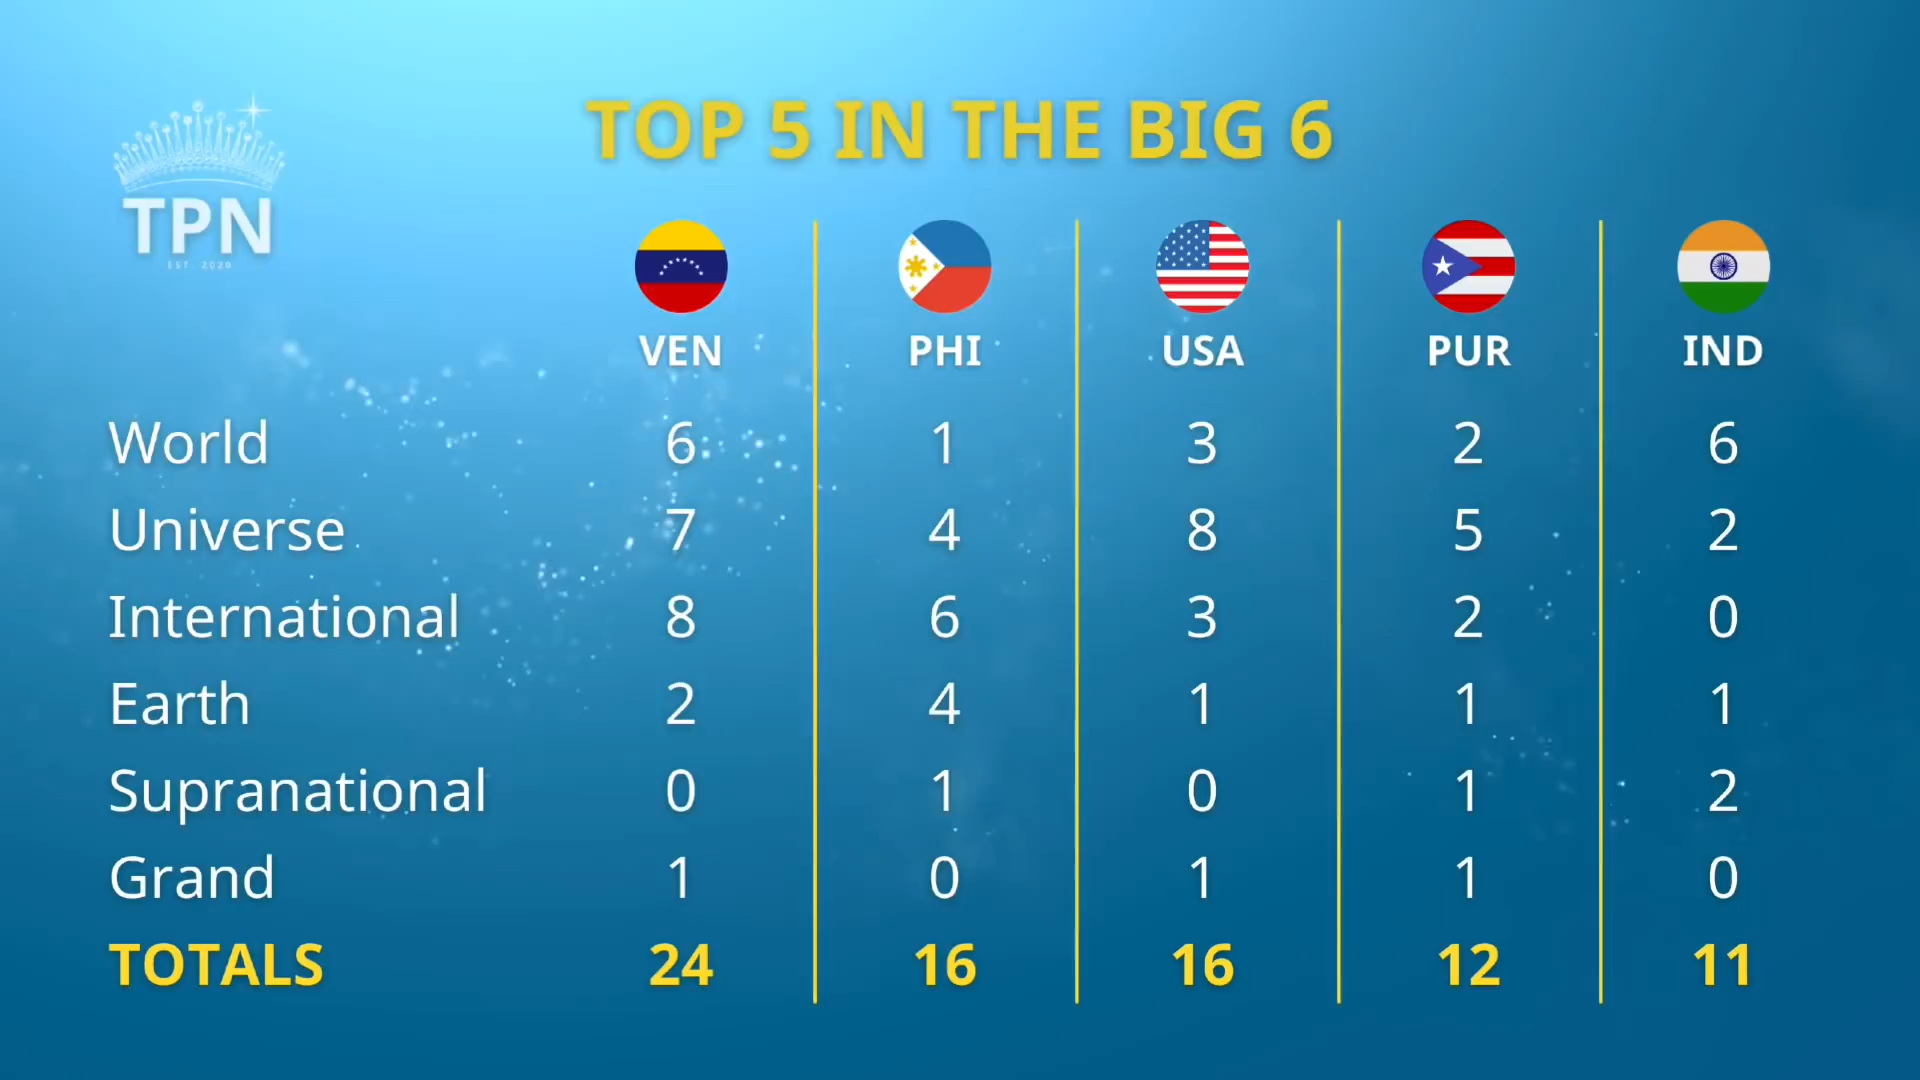 TOP 5 IN THE BIG 6
TPN
EST. 2020
VEN PHI USA PUR IND
World 6 1 3 2 6
Universe 7 4 8 5 2
International 8 6 3 2 0
Earth 2 4 1 1 1
Supranational 0 1 0 1 2
Grand 1 0 1 1 0
TOTALS 24 16 16 12 11